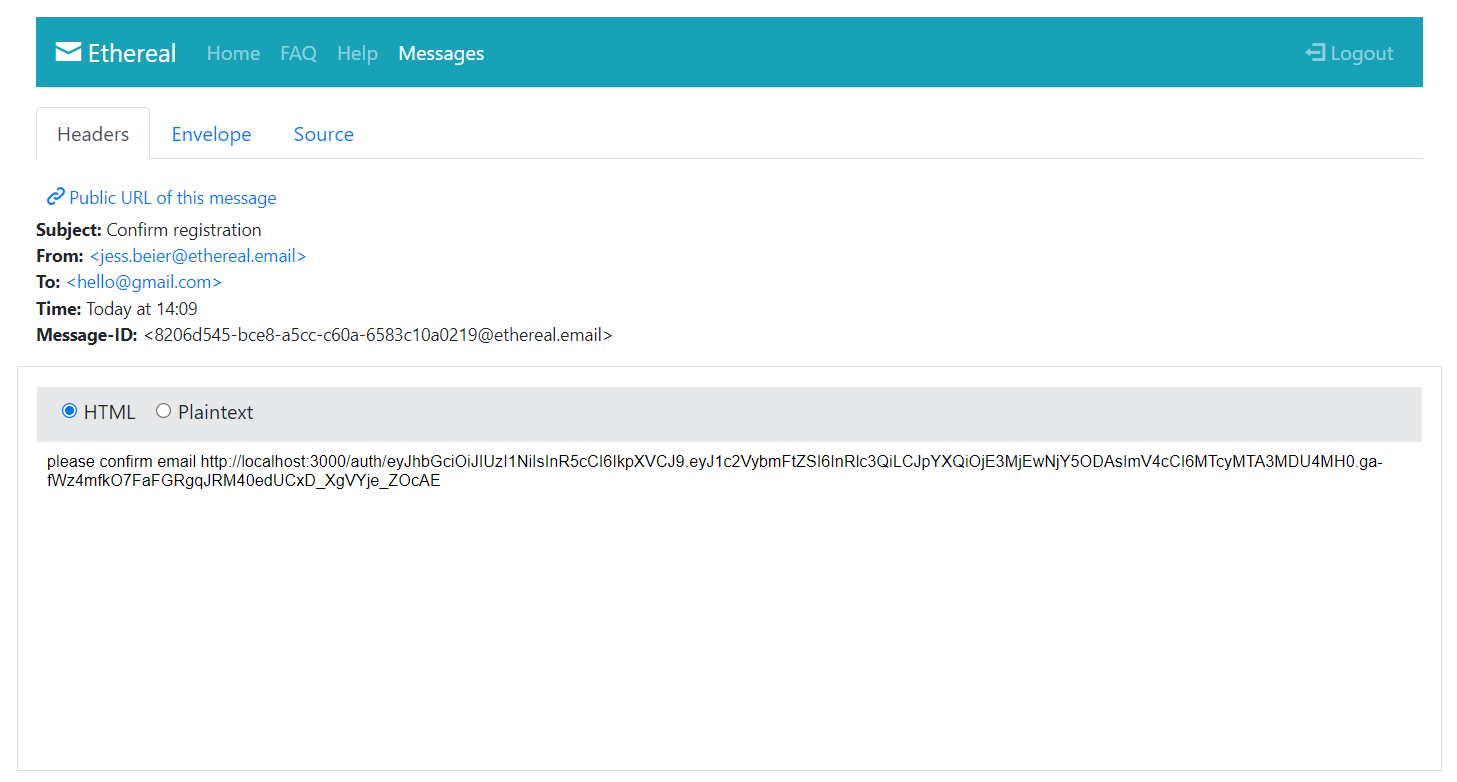 Ethereal Home FAQ Help Messages Logout
Headers Envelope Source
Public URL of this message
Subject: Confirm registration
From: <jess.beier@ethereal.email>
To: <hello@gmail.com>
Time: Today at 14:09
Message-ID: <8206d545-bce8-a5cc-c60a-6583c10a0219@ethereal.email>
HTML Plaintext
please confirm email http://localhost:3000/auth/eyJhbGciOiJIUzI1NiIsInR5cCI6IkpXVCJ9.eyJ1c2VybmFtZSI6InRlc3QiLCJpYXQiOjE3MjEwNjY5ODAsImV4cCI6MTcyMTA3MDU4MH0.ga-
fWz4mfkO7FaFGRgqJRM40edUCxD_XgVYje_ZOcAE